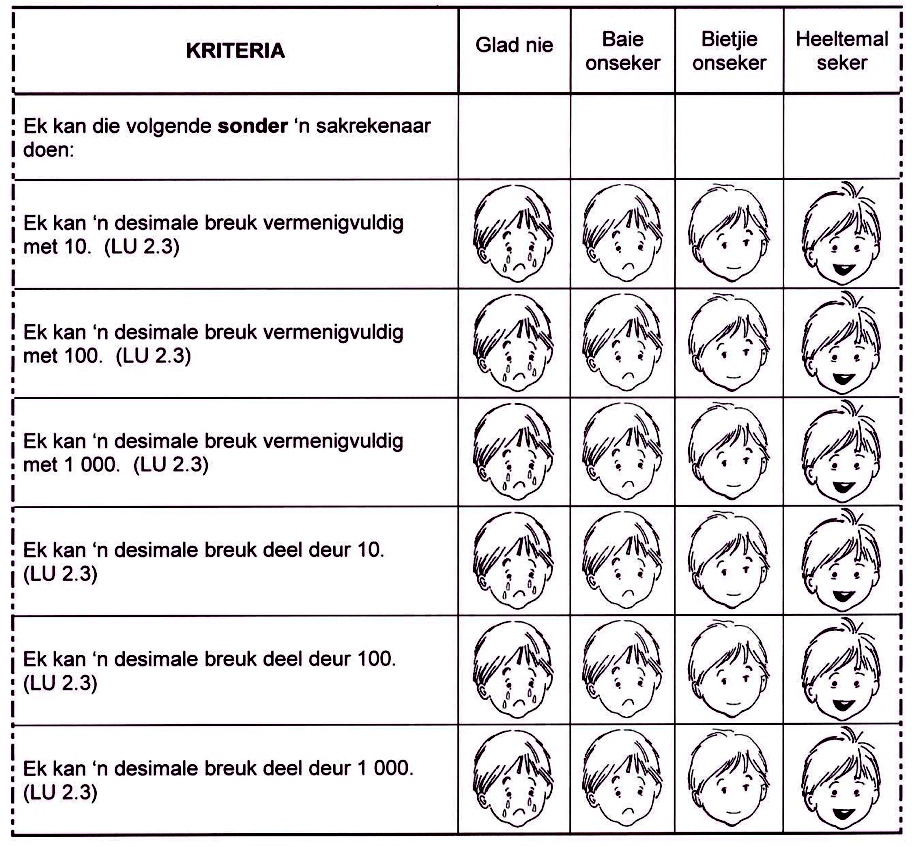 KRITERIA
Glad nie
Baie
onseker
Bietjie
onseker
Heeltemal
seker
Ek kan die volgende sonder ‘n sakrekenaar
doen:
Ek kan ‘n desimale breuk vermenigvuldig
met 10. (LU 2.3)
Ek kan ‘n desimale breuk vermenigvuldig
met 100. (LU 2.3)
Ek kan ‘n desimale breuk vermenigvuldig
met 1 000. (LU 2.3)
Ek kan ‘n desimale breuk deel deur 10.
(LU 2.3)
Ek kan ‘n desimale breuk deel deur 100.
(LU 2.3)
Ek kan ‘n desimale breuk deel deur 1 000.
(LU 2.3)